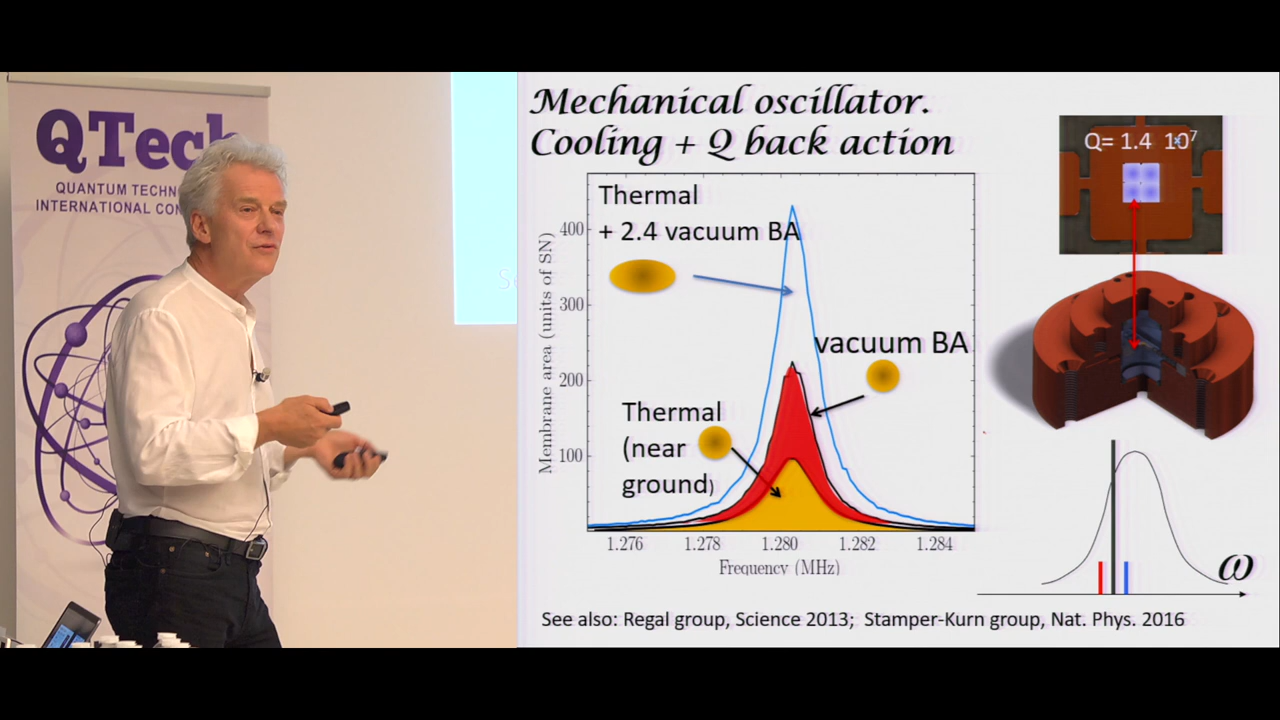 QTech
QUANTUM TECHN
INTERNATIONAL CON
Mechanical oscillator.
Cooling + Q back action
Thermal
+ 2.4 vacuum BA
vacuum BA
Thermal
(near
ground)
Membrane area (units of SN)
400
300
200
100
1.276 1.278 1.280 1.282 1.284
Frequency (MHz)
Q= 1.4 10⁷
ω
See also: Regal group, Science 2013; Stamper-Kurn group, Nat. Phys. 2016